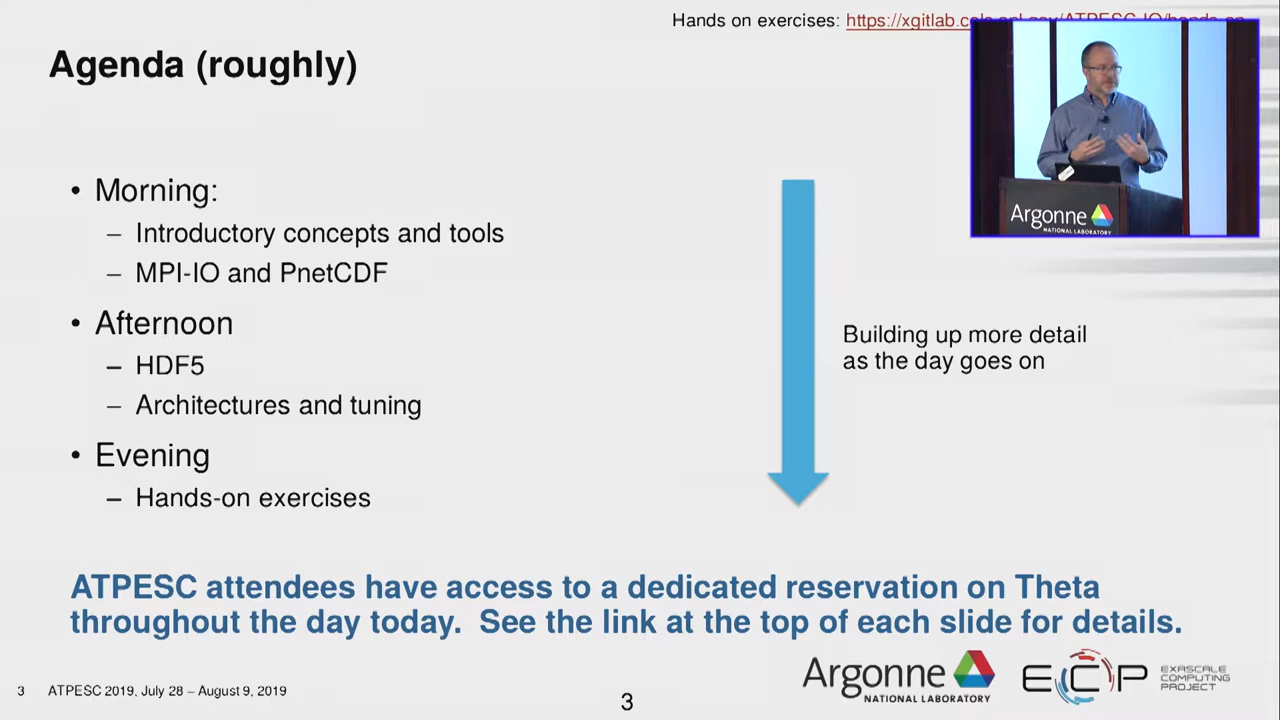 Hands on exercises: https://xgitlab.cels.anl.gov/ATPESC-IO/hands-on
Agenda (roughly)
• Morning:
– Introductory concepts and tools
– MPI-IO and PnetCDF
• Afternoon
– HDF5
– Architectures and tuning
• Evening
– Hands-on exercises
Building up more detail
as the day goes on
Argonne
NATIONAL LABORATORY
ATPESC attendees have access to a dedicated reservation on Theta
throughout the day today. See the link at the top of each slide for details.
Argonne
NATIONAL LABORATORY
ECP
EXASCALE
COMPUTING
PROJECT
3 ATPESC 2019, July 28 – August 9, 2019
3